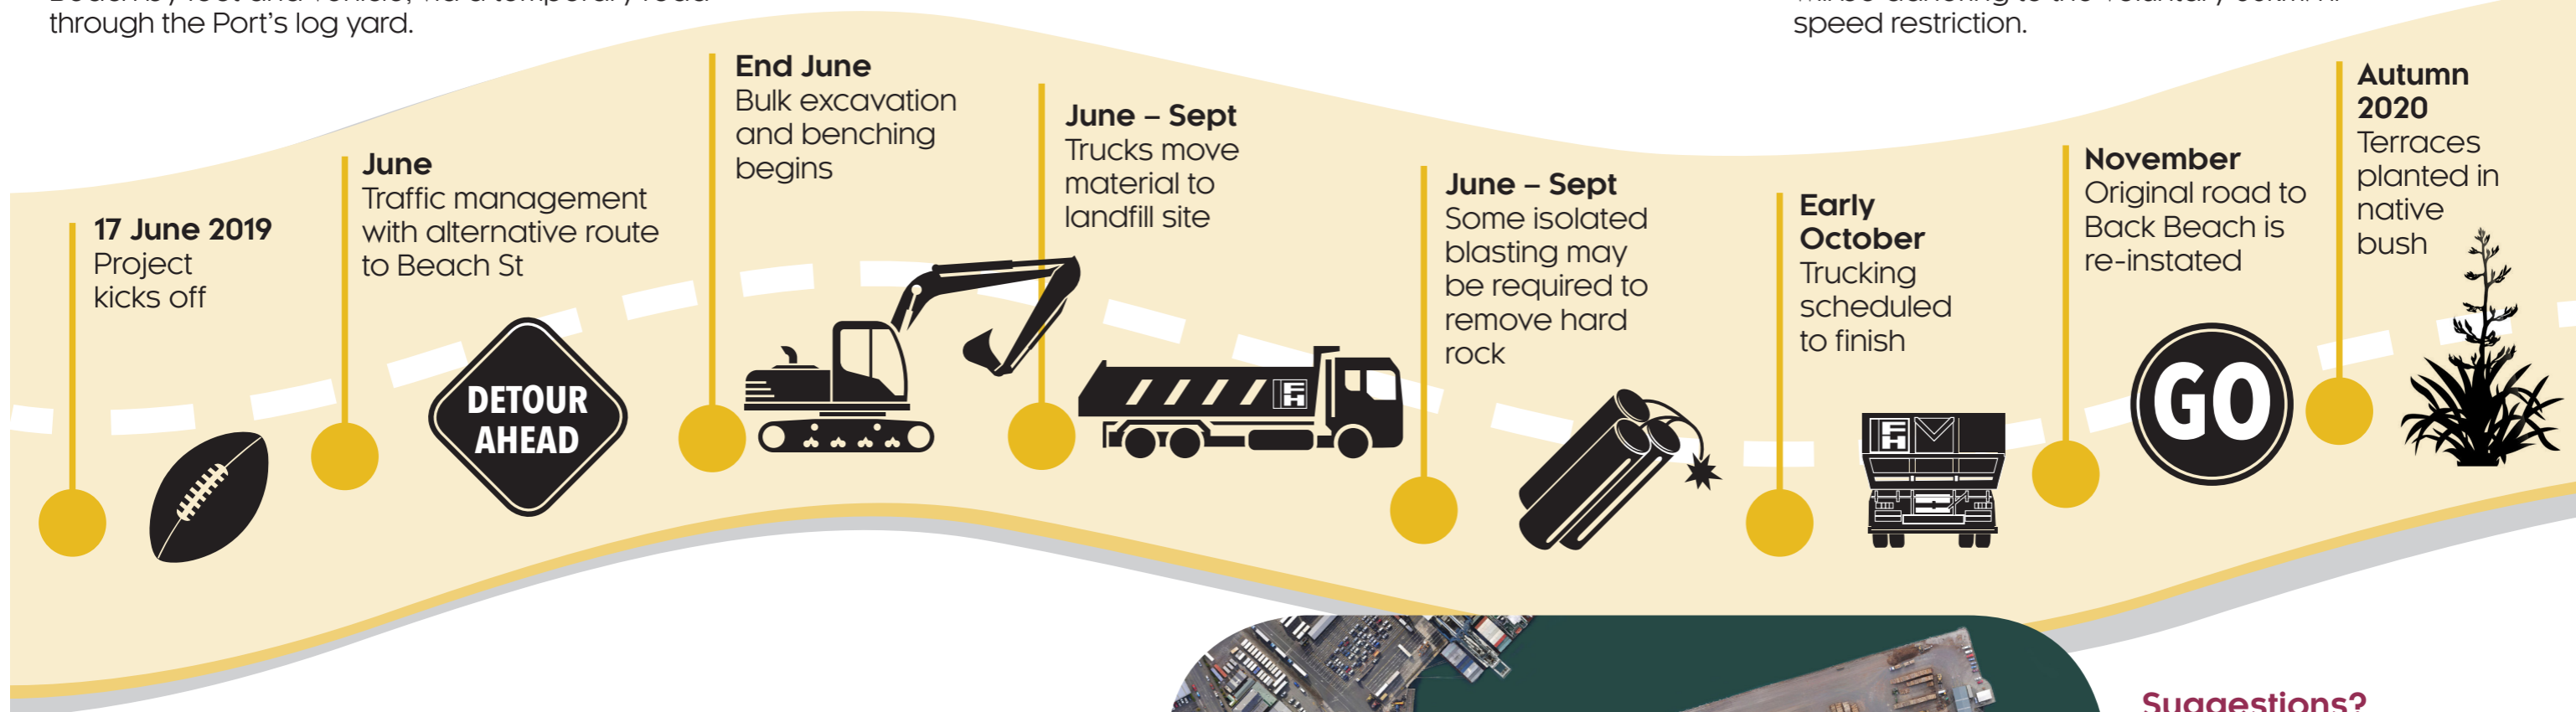 through the Port's log yard.
speed restriction.
17 June 2019
Project
kicks off
June
Traffic management
with alternative route
to Beach St
DETOUR
AHEAD
End June
Bulk excavation
and benching
begins
June – Sept
Trucks move
material to
landfill site
FH
June – Sept
Some isolated
blasting may
be required to
remove hard
rock
Early
October
Trucking
scheduled
to finish
FH
November
Original road to
Back Beach is
re-instated
GO
Autumn
2020
Terraces
planted in
native
bush
Suggestions?